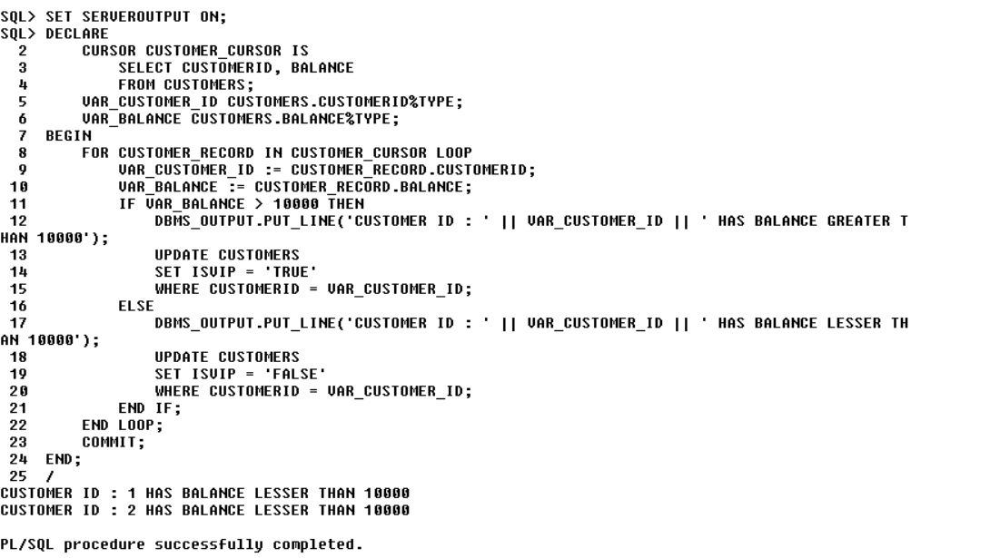 SQL> SET SERVEROUTPUT ON;
SQL> DECLARE
  2      CURSOR CUSTOMER_CURSOR IS
  3          SELECT CUSTOMERID, BALANCE
  4          FROM CUSTOMERS;
  5      VAR_CUSTOMER_ID CUSTOMERS.CUSTOMERID%TYPE;
  6      VAR_BALANCE CUSTOMERS.BALANCE%TYPE;
  7  BEGIN
  8      FOR CUSTOMER_RECORD IN CUSTOMER_CURSOR LOOP
  9          VAR_CUSTOMER_ID := CUSTOMER_RECORD.CUSTOMERID;
 10          VAR_BALANCE := CUSTOMER_RECORD.BALANCE;
 11          IF VAR_BALANCE > 10000 THEN
 12              DBMS_OUTPUT.PUT_LINE('CUSTOMER ID : ' || VAR_CUSTOMER_ID || ' HAS BALANCE GREATER T
HAN 10000');
 13              UPDATE CUSTOMERS
 14              SET ISVIP = 'TRUE'
 15              WHERE CUSTOMERID = VAR_CUSTOMER_ID;
 16          ELSE
 17              DBMS_OUTPUT.PUT_LINE('CUSTOMER ID : ' || VAR_CUSTOMER_ID || ' HAS BALANCE LESSER TH
AN 10000');
 18              UPDATE CUSTOMERS
 19              SET ISVIP = 'FALSE'
 20              WHERE CUSTOMERID = VAR_CUSTOMER_ID;
 21          END IF;
 22      END LOOP;
 23      COMMIT;
 24  END;
 25  /
CUSTOMER ID : 1 HAS BALANCE LESSER THAN 10000
CUSTOMER ID : 2 HAS BALANCE LESSER THAN 10000

PL/SQL procedure successfully completed.